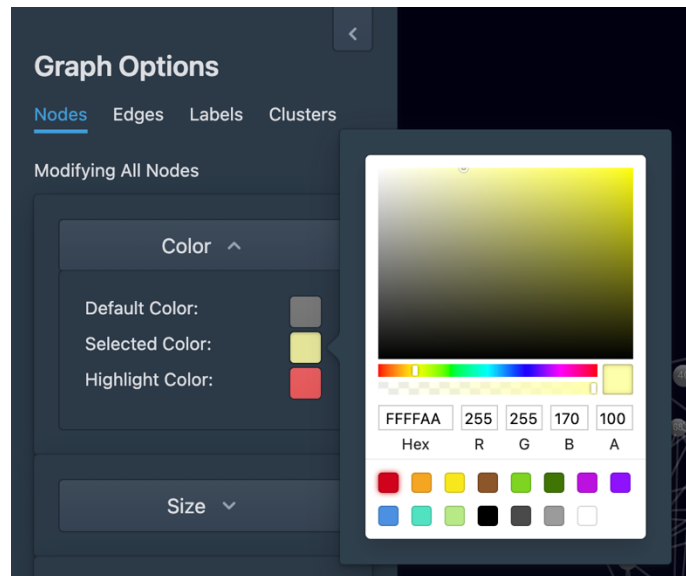 Graph Options
Nodes Edges Labels Clusters
Modifying All Nodes
Color
Default Color:
Selected Color:
Highlight Color:
Size
FFFFAA 255 255 170 100
Hex R G B A